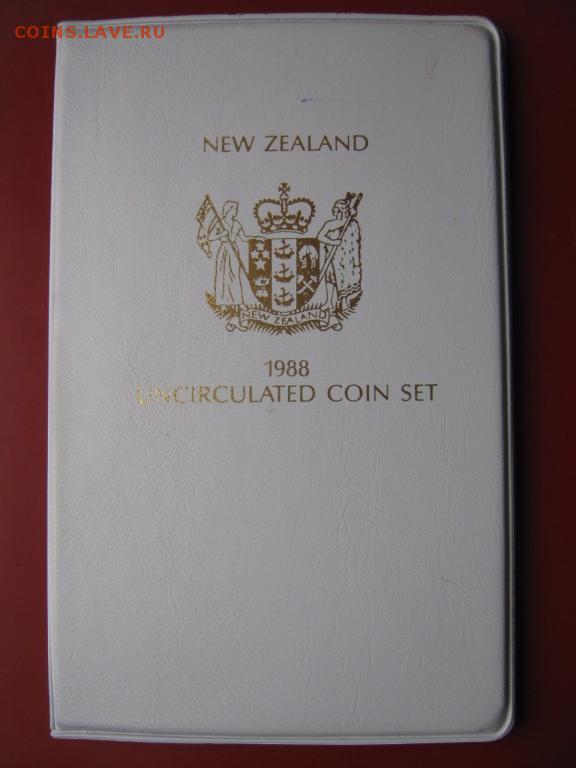 COINS.LAVE.RU
NEW ZEALAND
NEW ZEALAND
1988
UNCIRCULATED COIN SET